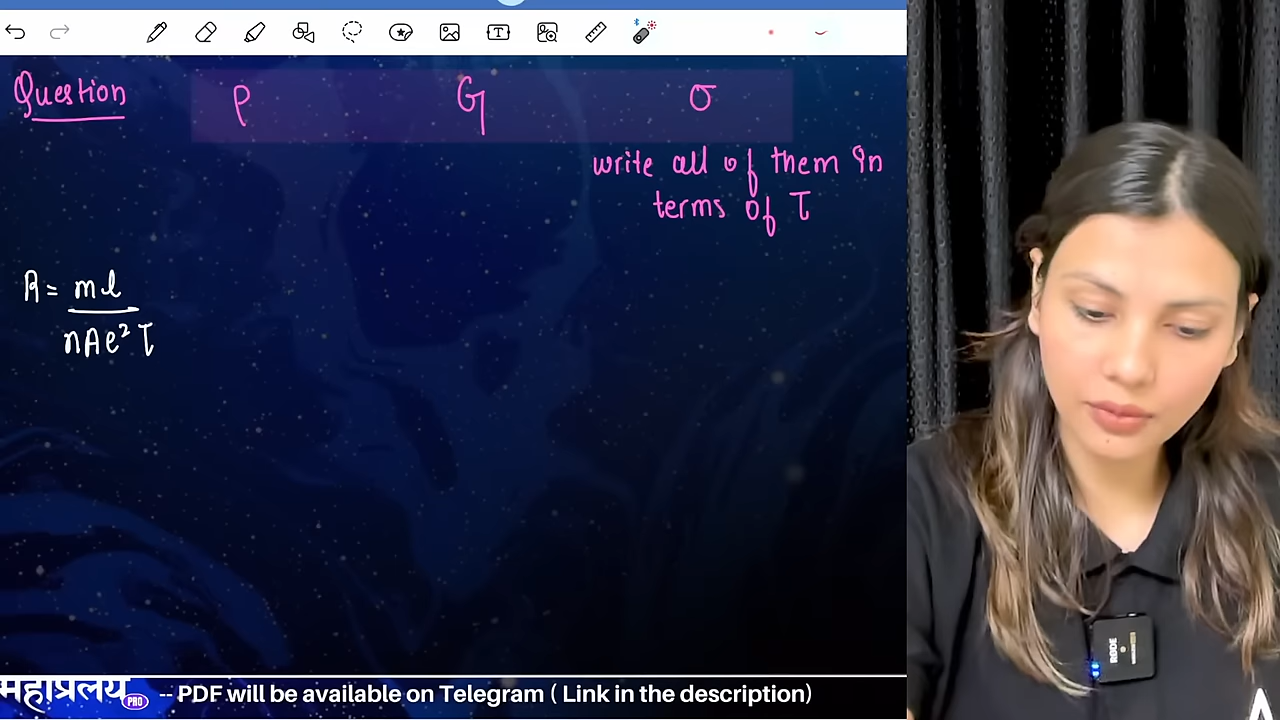 Question ρ G σ
write all of them in
terms of τ
R = ml
nAe² τ
RODE
महाप्रलय PRO -- PDF will be available on Telegram ( Link in the description)
A